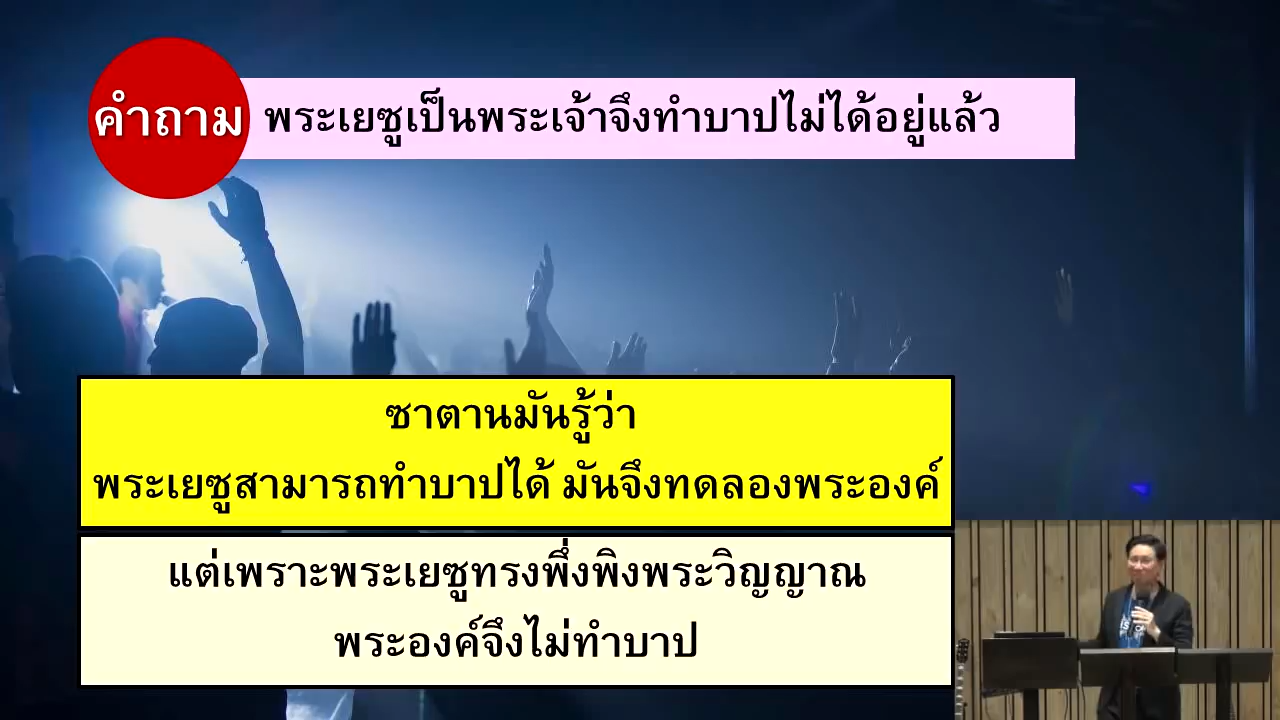 คำถาม
พระเยซูเป็นพระเจ้าจึงทำบาปไม่ได้อยู่แล้ว
ซาตานมันรู้ว่า
พระเยซูสามารถทำบาปได้ มันจึงทดลองพระองค์
แต่เพราะพระเยซูทรงพึ่งพิงพระวิญญาณ
พระองค์จึงไม่ทำบาป